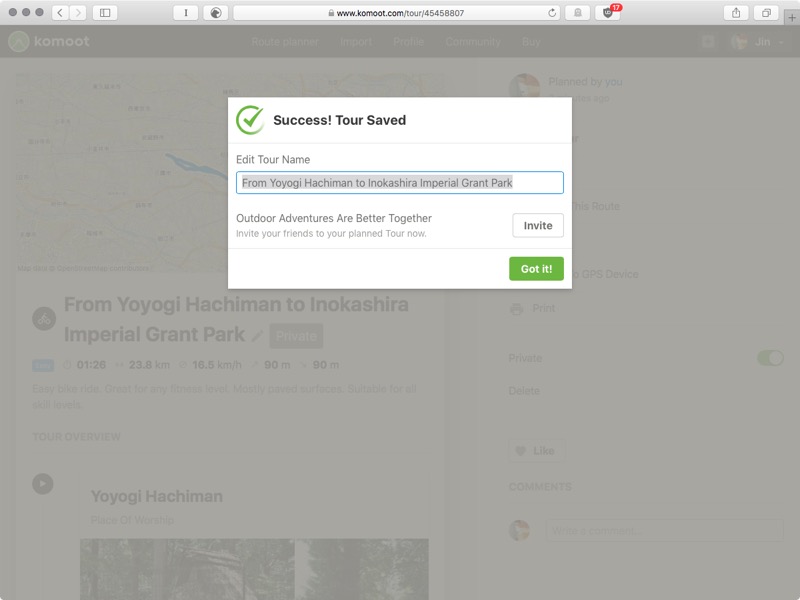 www.komoot.com/tour/45458807
17
komoot
Route planner
Import
Profile
Community
Buy
Jin
Planned by you
Success! Tour Saved
Edit Tour Name
From Yoyogi Hachiman to Inokashira Imperial Grant Park
Outdoor Adventures Are Better Together
Invite your friends to your planned Tour now.
Invite
Got it!
From Yoyogi Hachiman to Inokashira
Imperial Grant Park
Private
01:26
23.8 km
16.5 km/h
90 m
90 m
Easy bike ride. Great for any fitness level. Mostly paved surfaces. Suitable for all
skill levels.
TOUR OVERVIEW
Yoyogi Hachiman
Place Of Worship
This Route
to GPS Device
Print
Private
Delete
Like
COMMENTS
Write a comment...